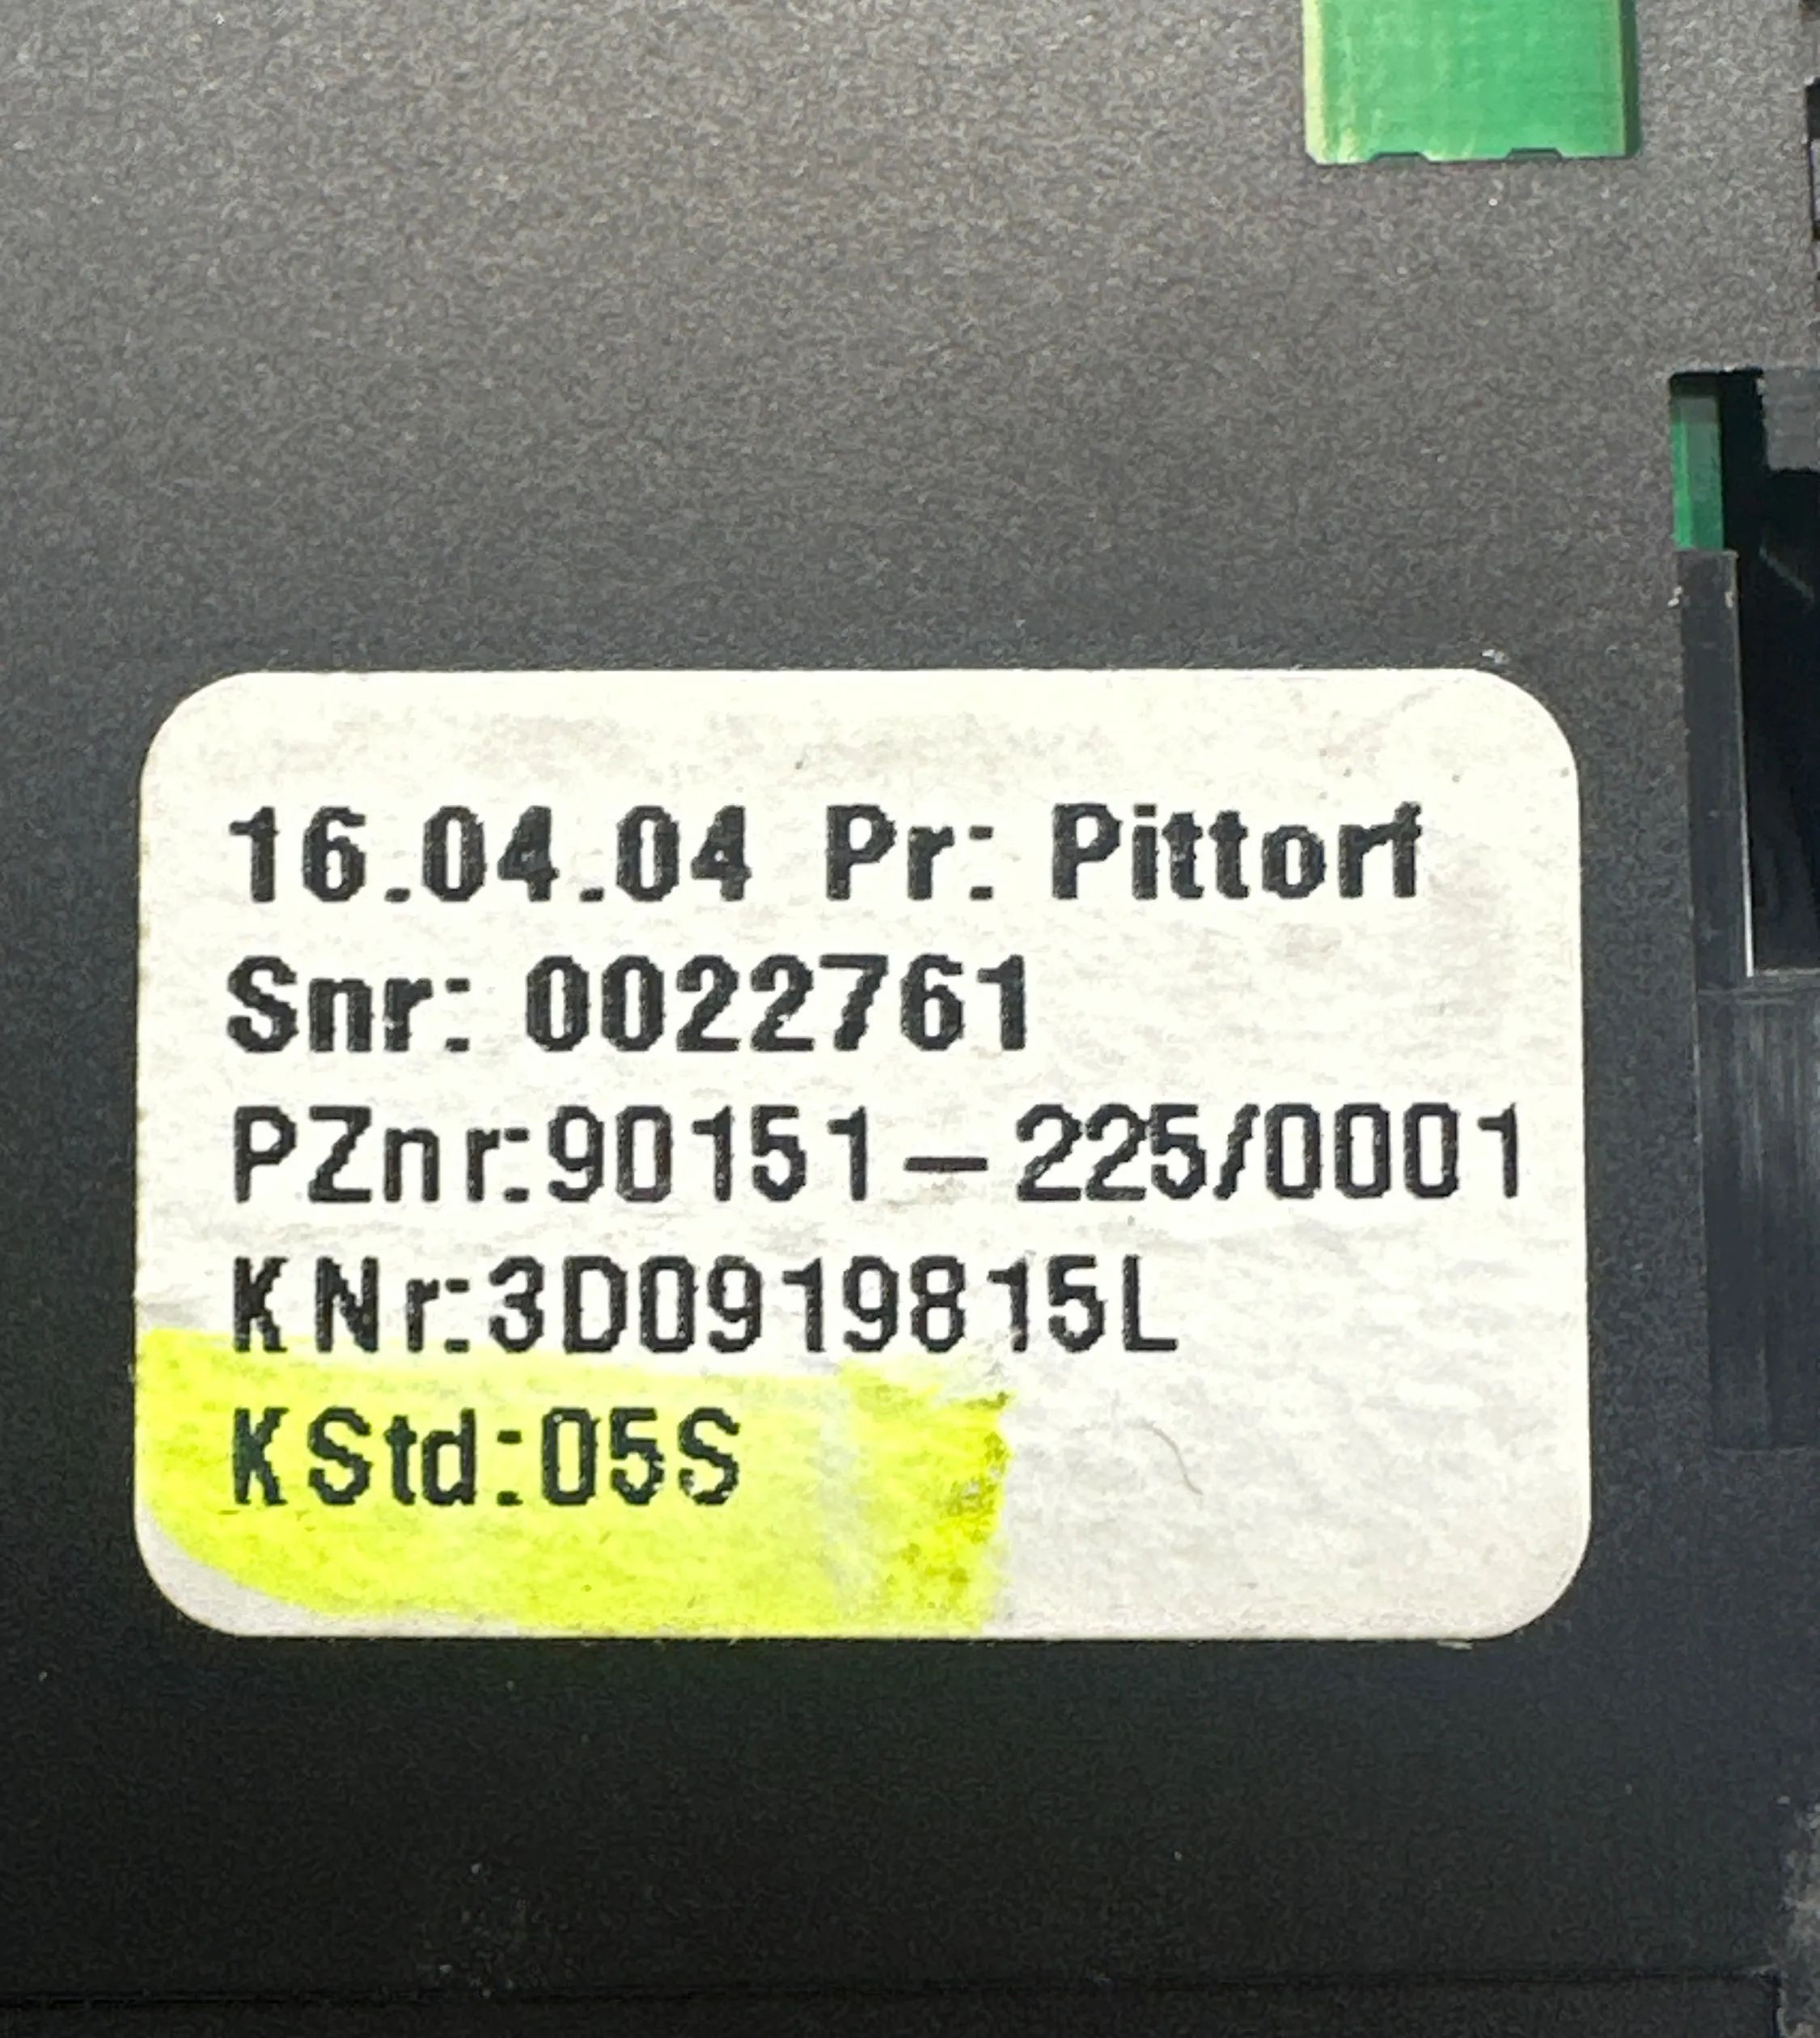 16.04.04 Pr: Pittorf
Snr: 0022761
PZnr:90151-225/0001
KNr:3D0919815L
KStd:05S